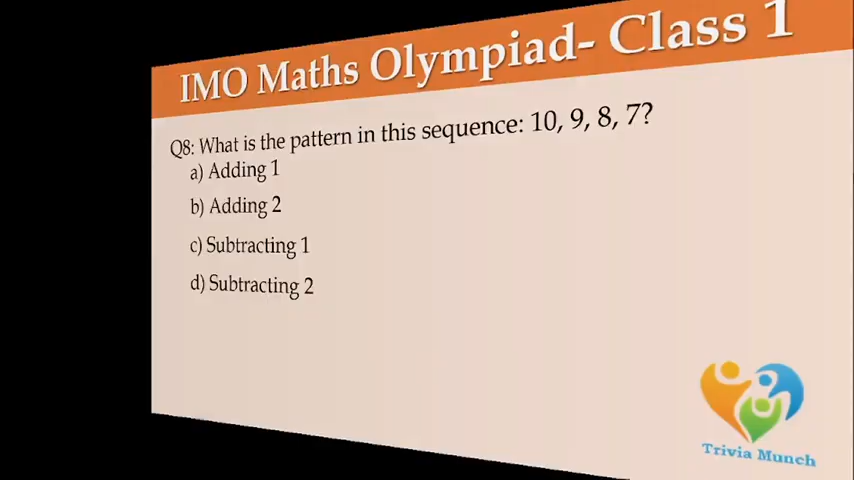 IMO Maths Olympiad- Class 1
Q8: What is the pattern in this sequence: 10, 9, 8, 7?
a) Adding 1
b) Adding 2
c) Subtracting 1
d) Subtracting 2
Trivia Munch